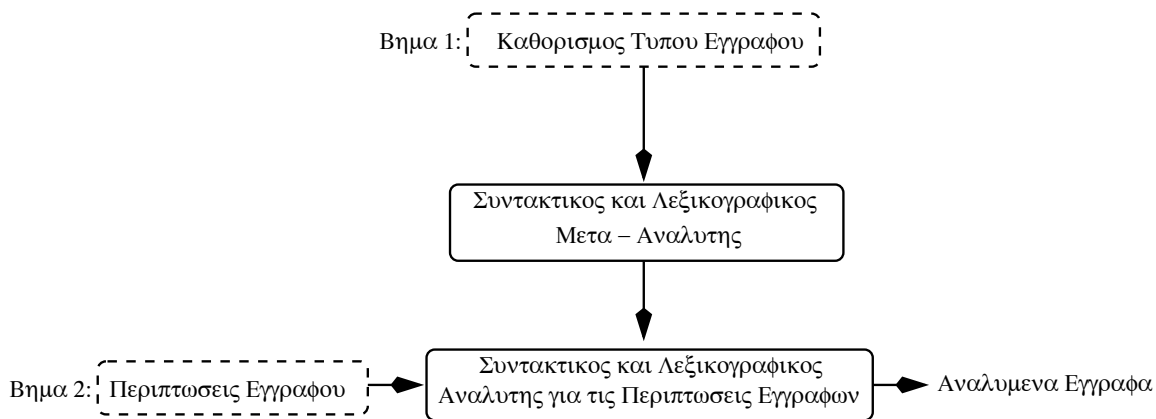 Βημα 1: Καθορισμος Τυπου Εγγραφου
Συντακτικος και Λεξικογραφικος
Μετα – Αναλυτης
Βημα 2: Περιπτωσεις Εγγραφου
Συντακτικος και Λεξικογραφικος
Αναλυτης για τις Περιπτωσεις Εγγραφων
Αναλυμενα Εγγραφα